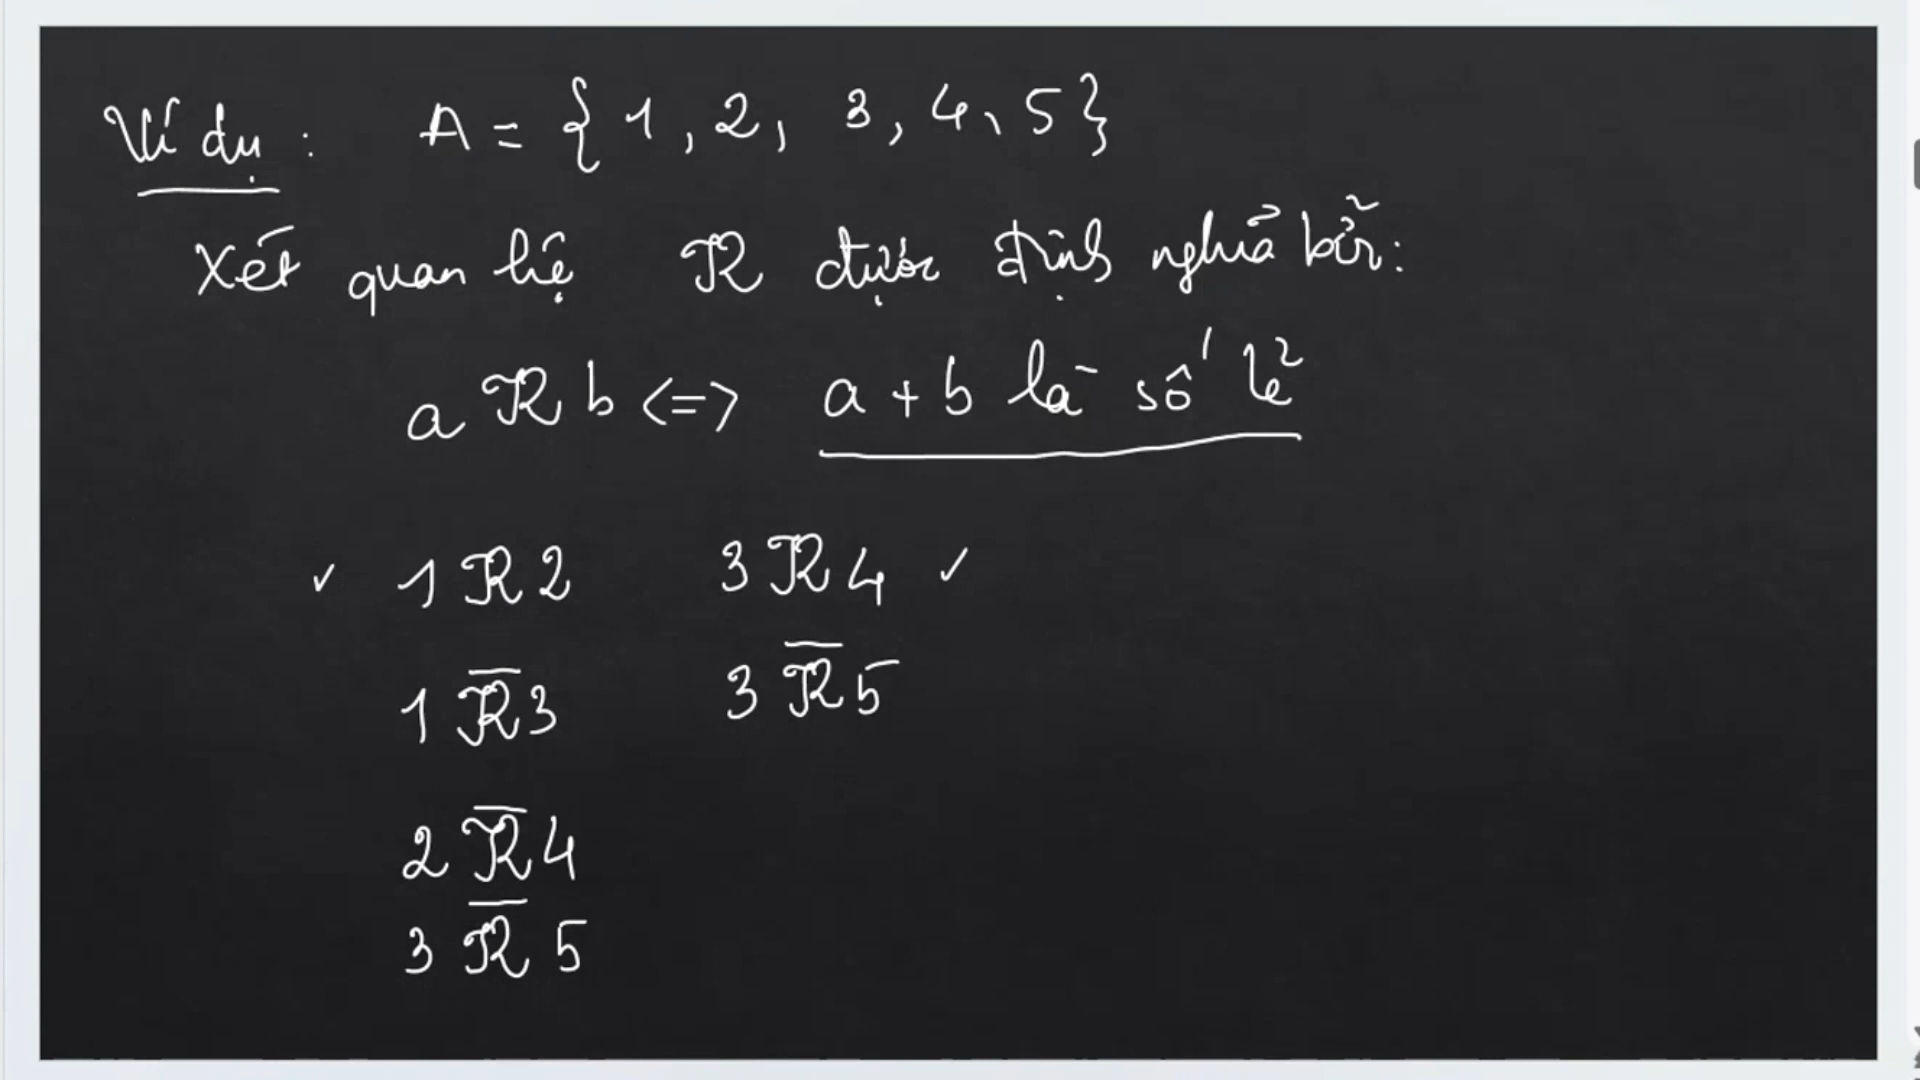 Ví dụ : A = { 1 , 2 , 3 , 4 , 5 }
Xét quan hệ R được định nghĩa bởi :
a R b <=> a + b là số lẻ
✓ 1 R 2 3 R 4 ✓
1 R̅ 3 3 R̅ 5
2 R̅ 4
3 R̅ 5